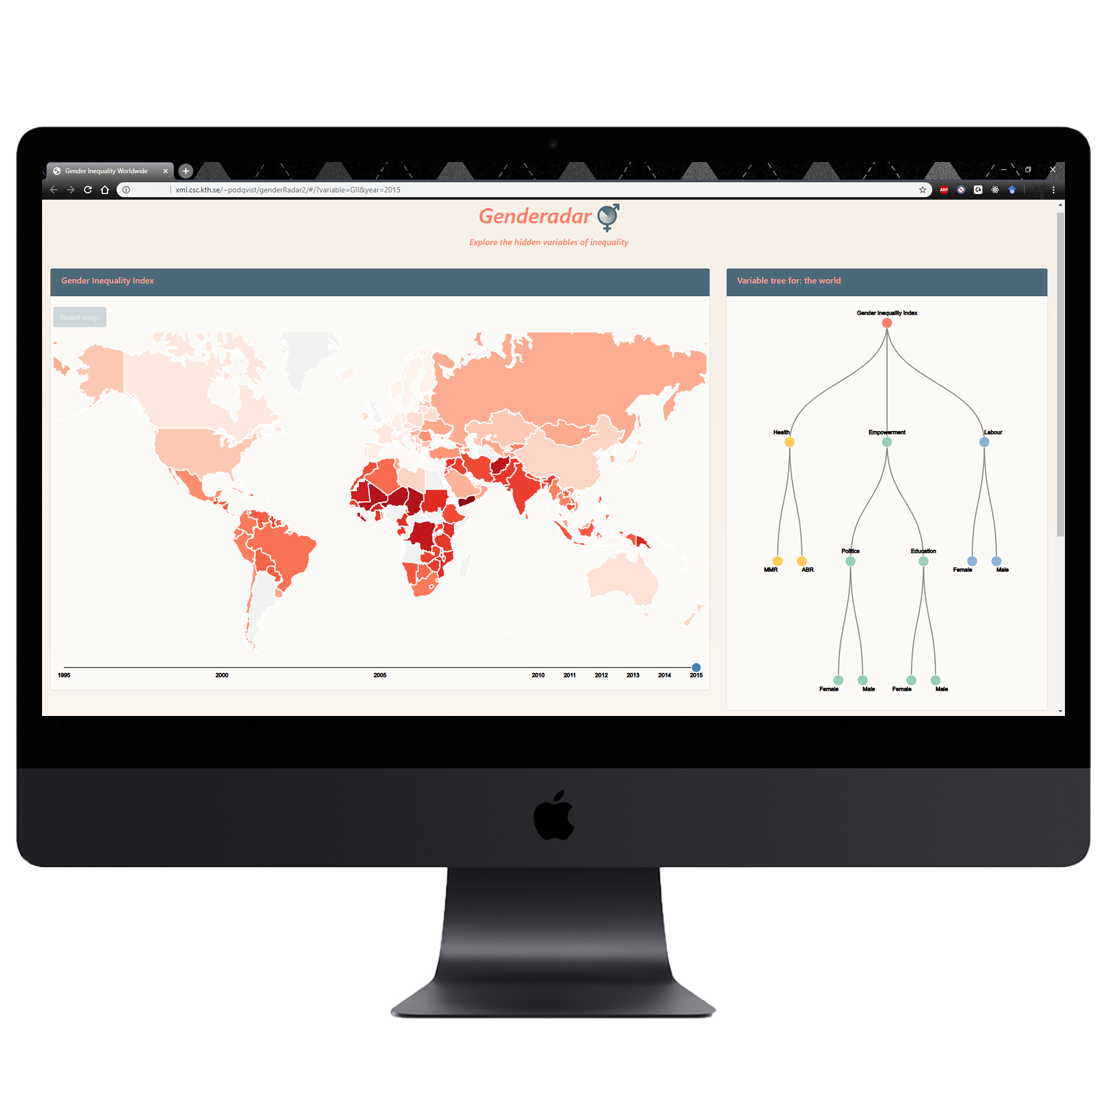 Gender Inequality Worldwide
xml.csc.kth.se/~podqvist/genderRadar2/#/?variable=GII&year=2015
ABP
Genderadar
Explore the hidden variables of inequality
Gender Inequality Index
Reset map
1995 2000 2005 2010 2011 2012 2013 2014 2015
Variable tree for: the world
Gender Inequality Index
Health Empowerment Labour
Politics Education
MMR ABR Female Male
Female Male Female Male